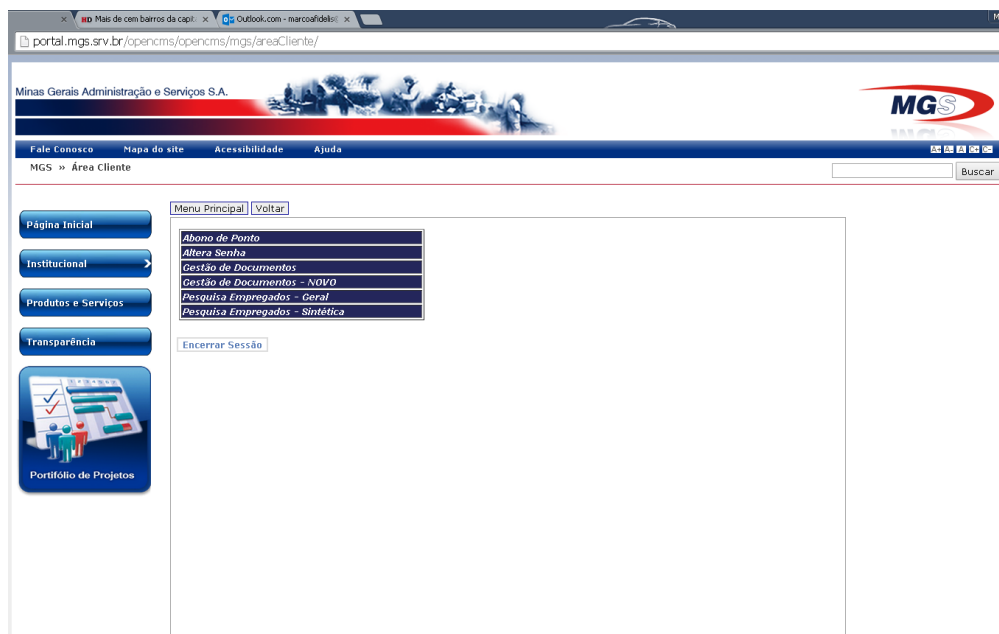 HD Mais de cem bairros da capit.
Outlook.com - marcoafidelis@
portal.mgs.srv.br/opencms/opencms/mgs/areaCliente/
Minas Gerais Administração e Serviços S.A.
MGS
Fale Conosco Mapa do site Acessibilidade Ajuda
A+ A- A C+ C-
MGS » Área Cliente
Buscar
Menu Principal Voltar
Página Inicial
Institucional
Produtos e Serviços
Transparência
Abono de Ponto
Altera Senha
Gestão de Documentos
Gestão de Documentos - NOVO
Pesquisa Empregados - Geral
Pesquisa Empregados - Sintética
Encerrar Sessão
Portifólio de Projetos